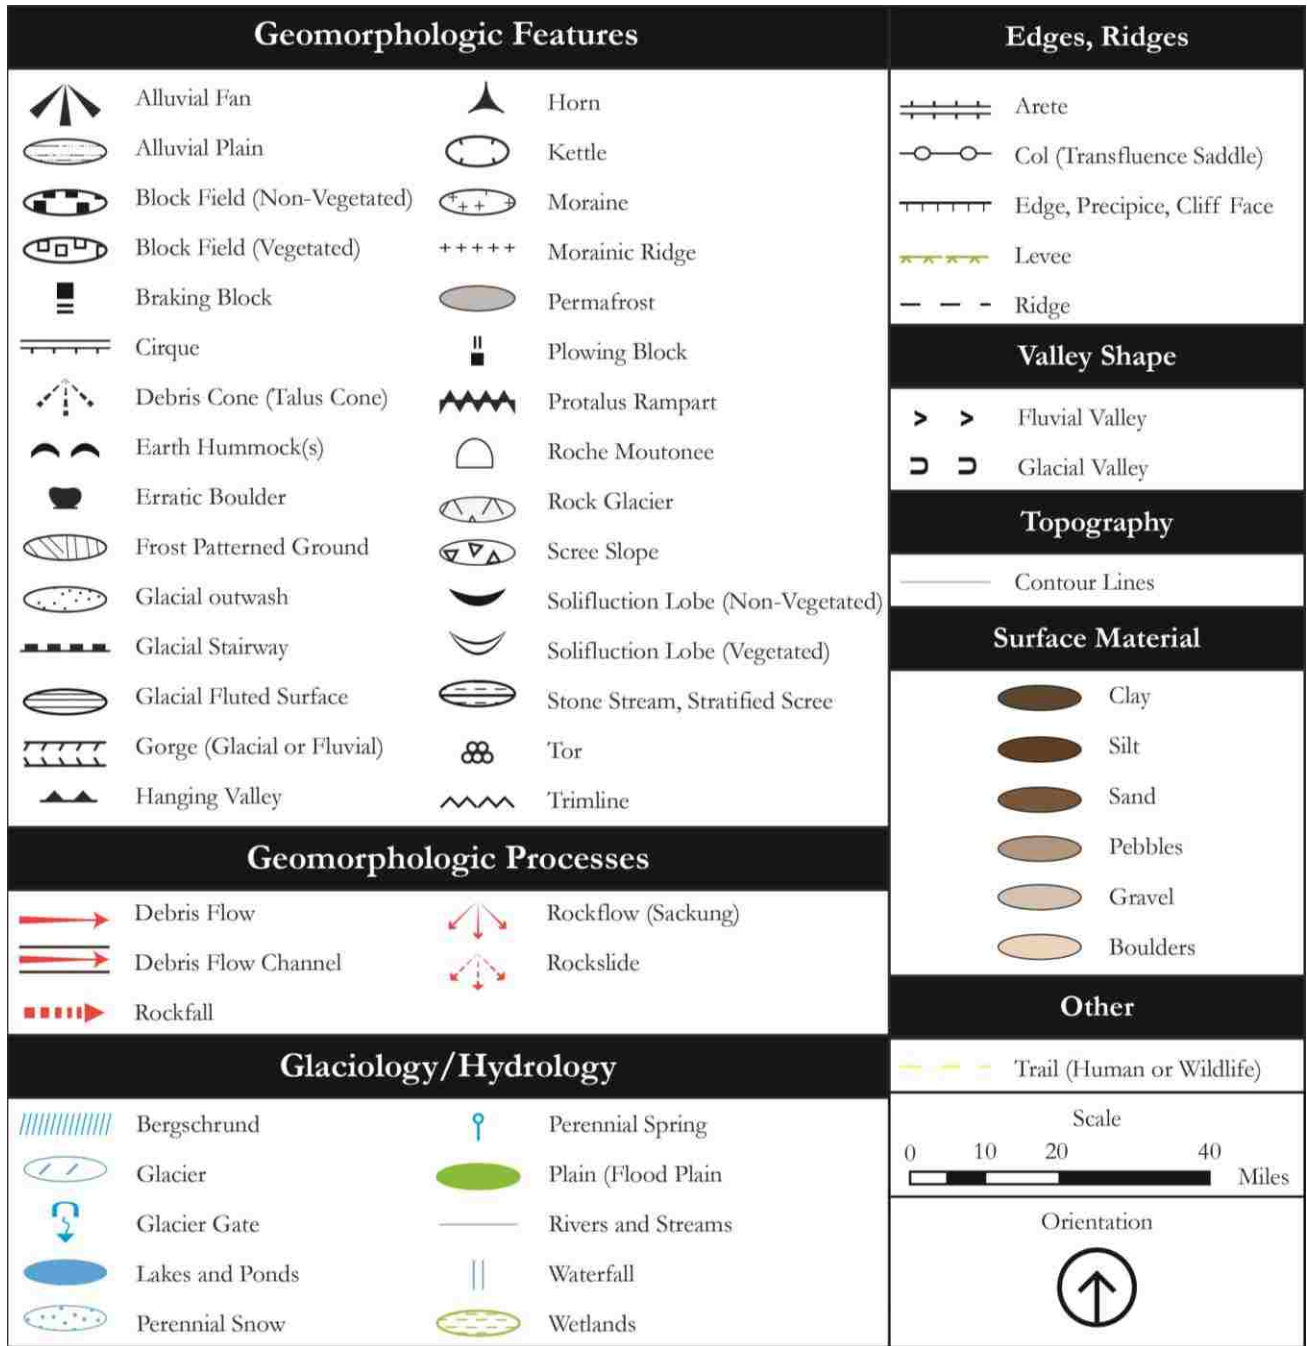 Geomorphologic Features
Alluvial Fan
Alluvial Plain
Block Field (Non-Vegetated)
Block Field (Vegetated)
Braking Block
Cirque
Debris Cone (Talus Cone)
Earth Hummock(s)
Erratic Boulder
Frost Patterned Ground
Glacial outwash
Glacial Stairway
Glacial Fluted Surface
Gorge (Glacial or Fluvial)
Hanging Valley
Horn
Kettle
Moraine
Morainic Ridge
Permafrost
Plowing Block
Protalus Rampart
Roche Moutonee
Rock Glacier
Scree Slope
Solifluction Lobe (Non-Vegetated)
Solifluction Lobe (Vegetated)
Stone Stream, Stratified Scree
Tor
Trimline
Geomorphologic Processes
Debris Flow
Debris Flow Channel
Rockfall
Rockflow (Sackung)
Rockslide
Glaciology/Hydrology
Bergschrund
Glacier
Glacier Gate
Lakes and Ponds
Perennial Snow
Perennial Spring
Plain (Flood Plain
Rivers and Streams
Waterfall
Wetlands
Edges, Ridges
Arete
Col (Transfluence Saddle)
Edge, Precipice, Cliff Face
Levee
Ridge
Valley Shape
Fluvial Valley
Glacial Valley
Topography
Contour Lines
Surface Material
Clay
Silt
Sand
Pebbles
Gravel
Boulders
Other
Trail (Human or Wildlife)
Scale
0 10 20 40
Miles
Orientation